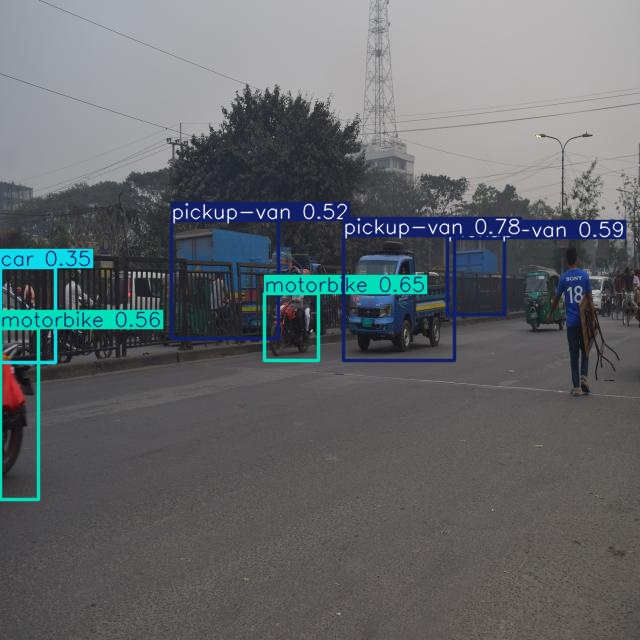 pickup-van 0.52
pickup-van 0.78
-van 0.59
car 0.35
motorbike 0.65
motorbike 0.56
SONY
18